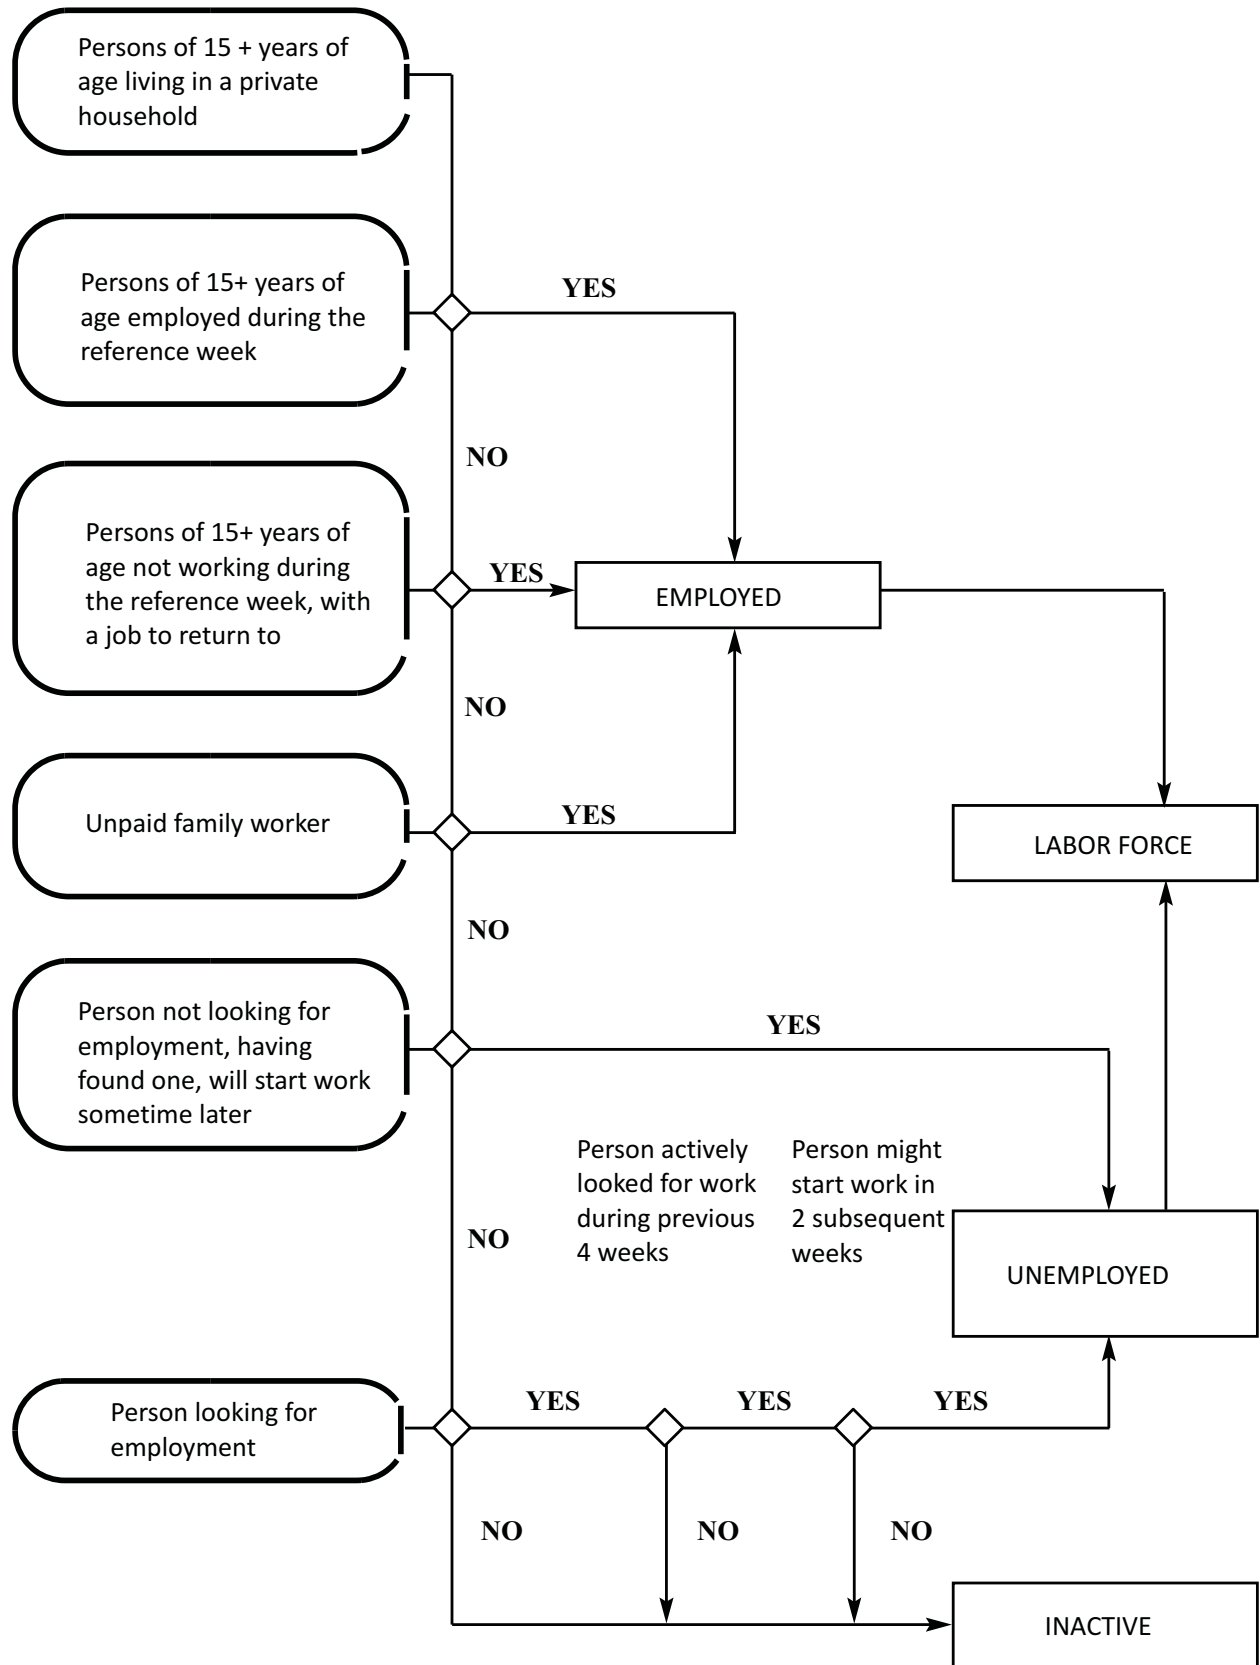 Persons of 15 + years of
age living in a private
household
Persons of 15+ years of
age employed during the
reference week
YES
NO
Persons of 15+ years of
age not working during
the reference week, with
a job to return to
YES
EMPLOYED
NO
Unpaid family worker
YES
LABOR FORCE
NO
Person not looking for
employment, having
found one, will start work
sometime later
YES
NO
Person actively
looked for work
during previous
4 weeks
Person might
start work in
2 subsequent
weeks
UNEMPLOYED
Person looking for
employment
YES
YES
YES
NO
NO
NO
INACTIVE